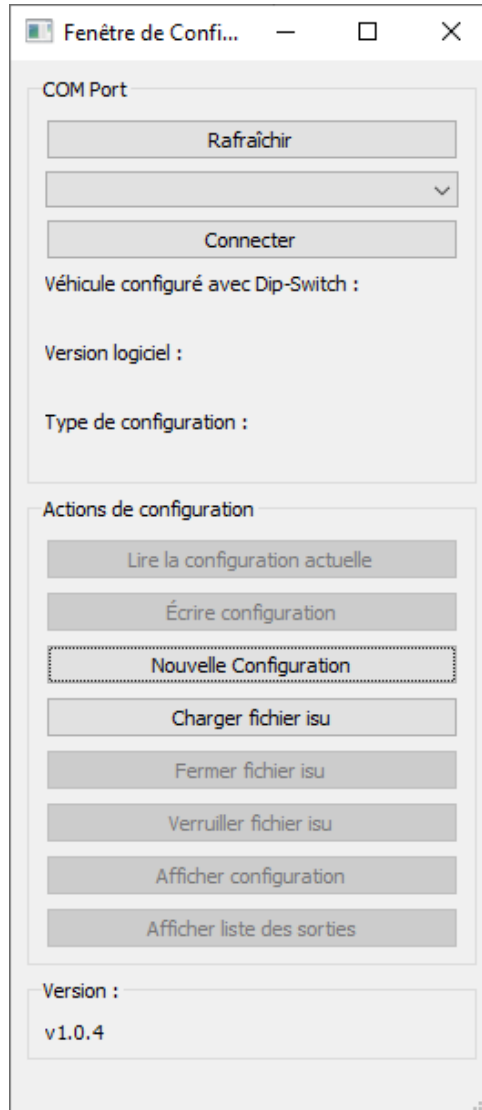 Fenêtre de Confi...
COM Port
Rafraîchir
Connecter
Véhicule configuré avec Dip-Switch :
Version logiciel :
Type de configuration :
Actions de configuration
Lire la configuration actuelle
Écrire configuration
Nouvelle Configuration
Charger fichier isu
Fermer fichier isu
Verruiller fichier isu
Afficher configuration
Afficher liste des sorties
Version :
v1.0.4